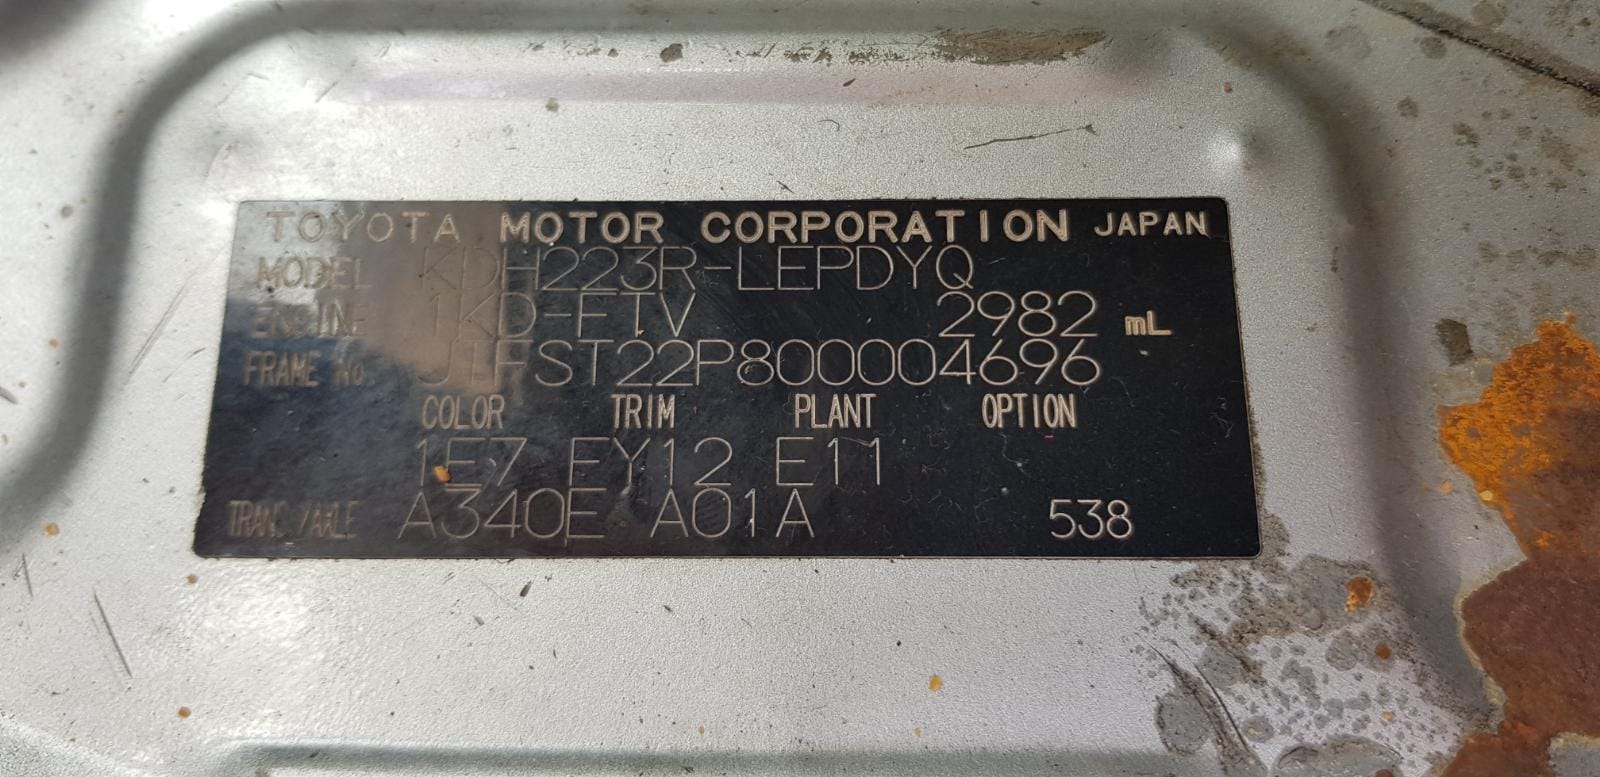 TOYOTA MOTOR CORPORATION JAPAN
MODEL KDH223R-LEPDYQ
ENGINE 1KD-FTV 2982 mL
FRAME No. JTFST22P800004696
COLOR TRIM PLANT OPTION
1E7 FY12 E11
TRANS./AXLE A340E A01A 538